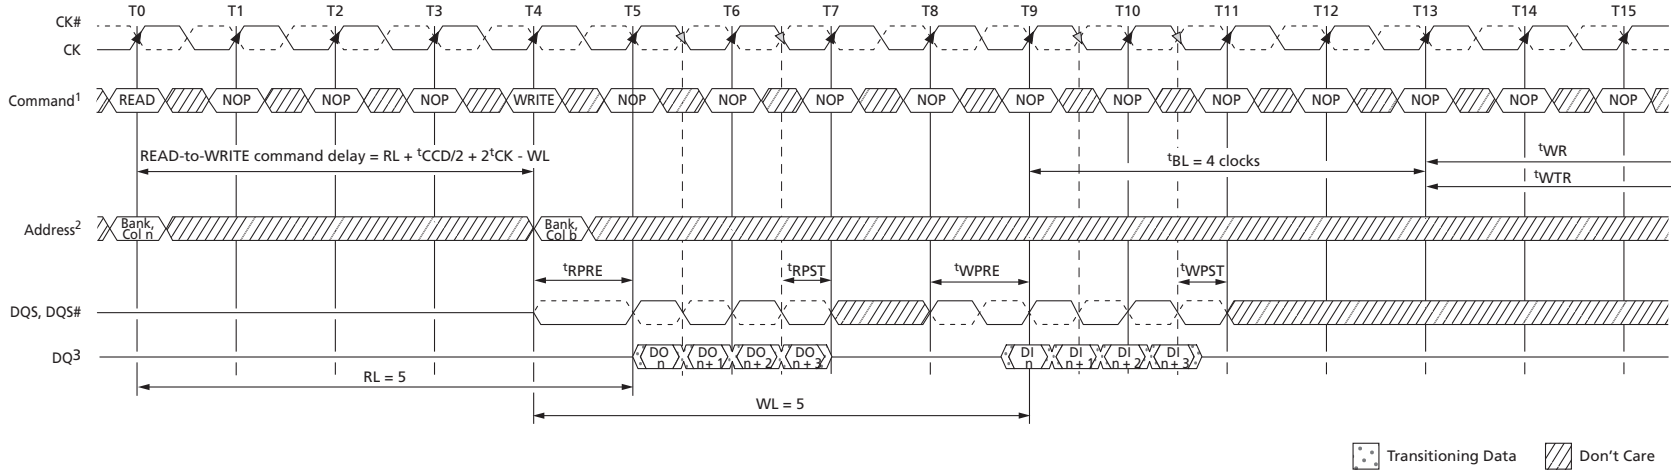 T0 T1 T2 T3 T4 T5 T6 T7 T8 T9 T10 T11 T12 T13 T14 T15
CK#
CK
Command1 READ NOP NOP NOP WRITE NOP NOP NOP NOP NOP NOP NOP NOP NOP NOP NOP
READ-to-WRITE command delay = RL + tCCD/2 + 2tCK - WL
tBL = 4 clocks
tWR
tWTR
Address2
Bank, Col n
Bank, Col b
tRPRE tRPST tWPRE tWPST
DQS, DQS#
DQ3
DO n DO n + 1 DO n + 2 DO n + 3 DI n DI n + 1 DI n + 2 DI n + 3
RL = 5
WL = 5
Transitioning Data Don't Care